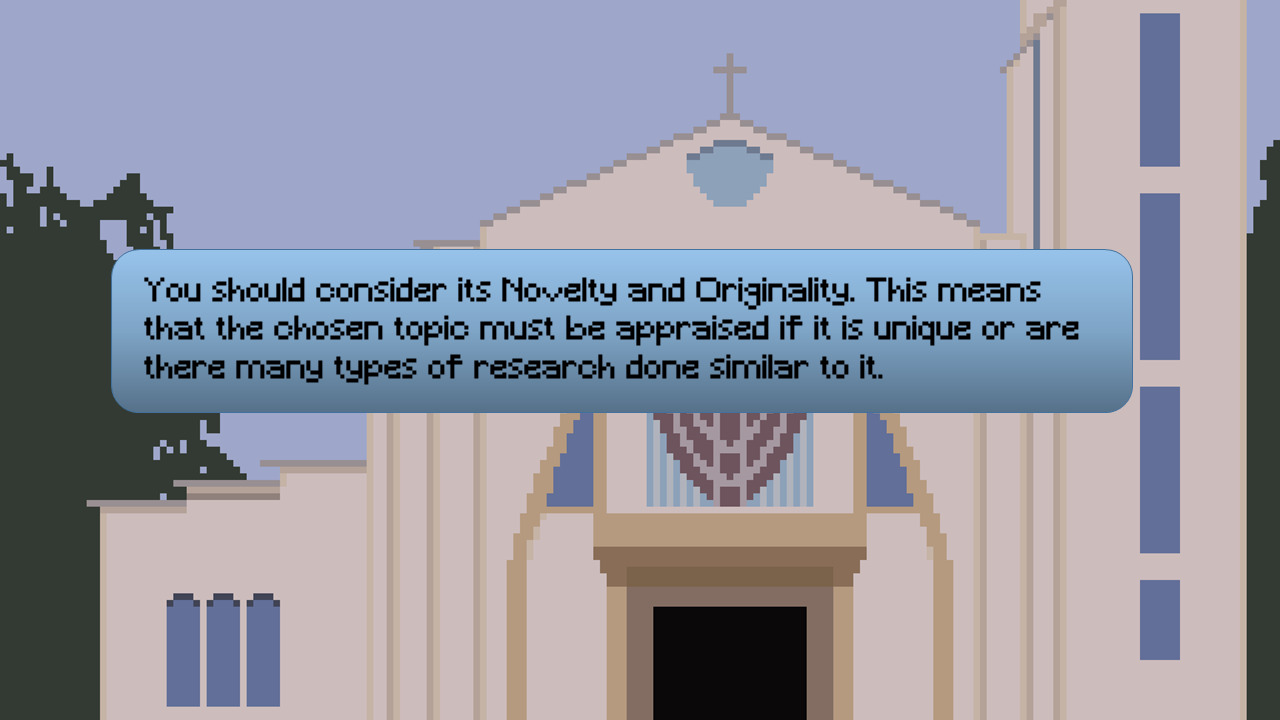 You should consider its Novelty and Originality. This means
that the chosen topic must be appraised if it is unique or are
there many types of research done similar to it.